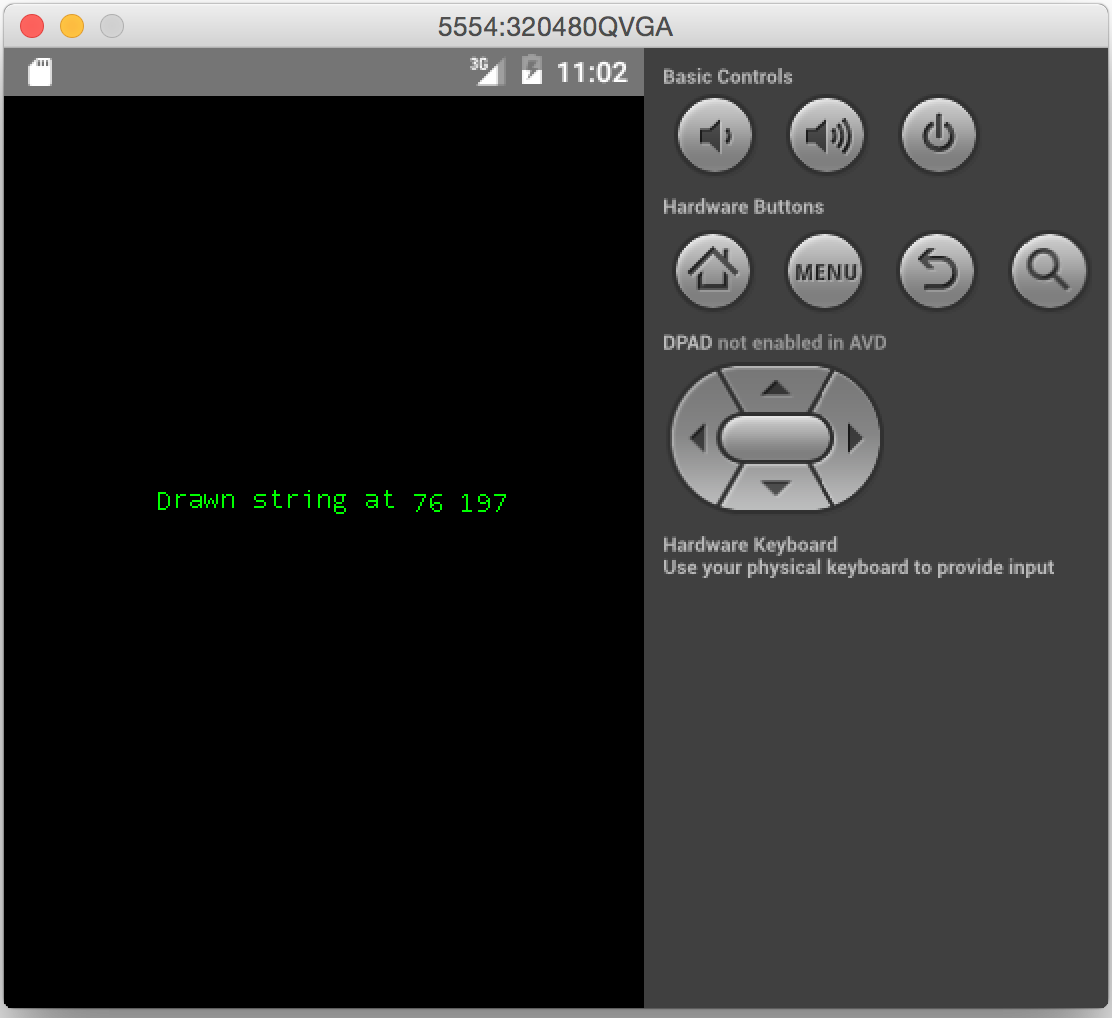 5554:320480QVGA
3G 11:02
Drawn string at 76 197
Basic Controls
Hardware Buttons
MENU
DPAD not enabled in AVD
Hardware Keyboard
Use your physical keyboard to provide input